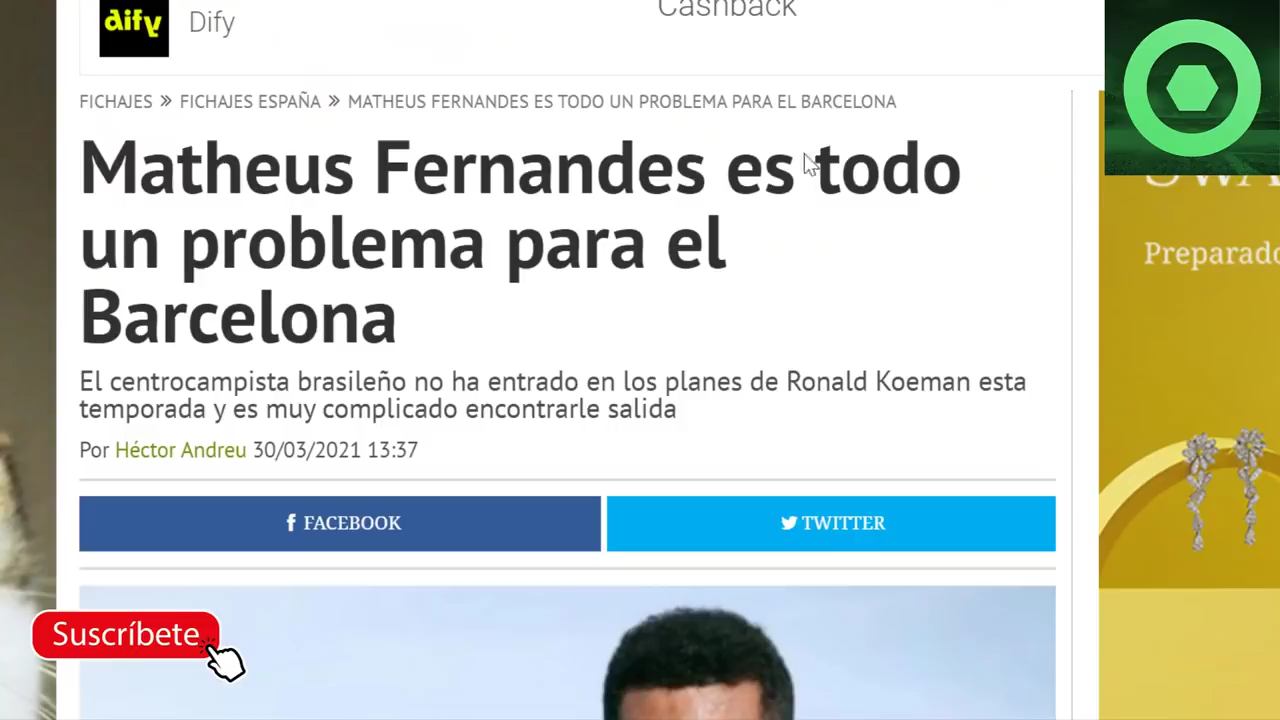 dify
Dify
Cashback
FICHAJES » FICHAJES ESPAÑA » MATHEUS FERNANDES ES TODO UN PROBLEMA PARA EL BARCELONA
Matheus Fernandes es todo
un problema para el
Barcelona
El centrocampista brasileño no ha entrado en los planes de Ronald Koeman esta
temporada y es muy complicado encontrarle salida
Por Héctor Andreu 30/03/2021 13:37
f FACEBOOK
TWITTER
Suscríbete